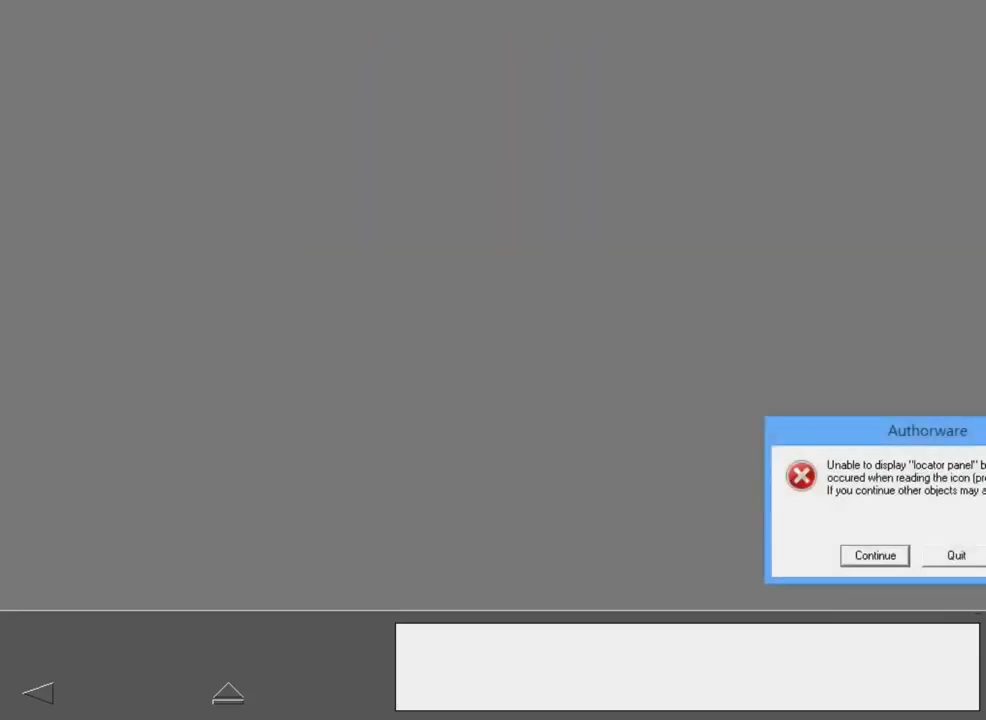 Authorware
Unable to display "locator panel" b
occured when reading the icon (pr
If you continue other objects may a
Continue
Quit